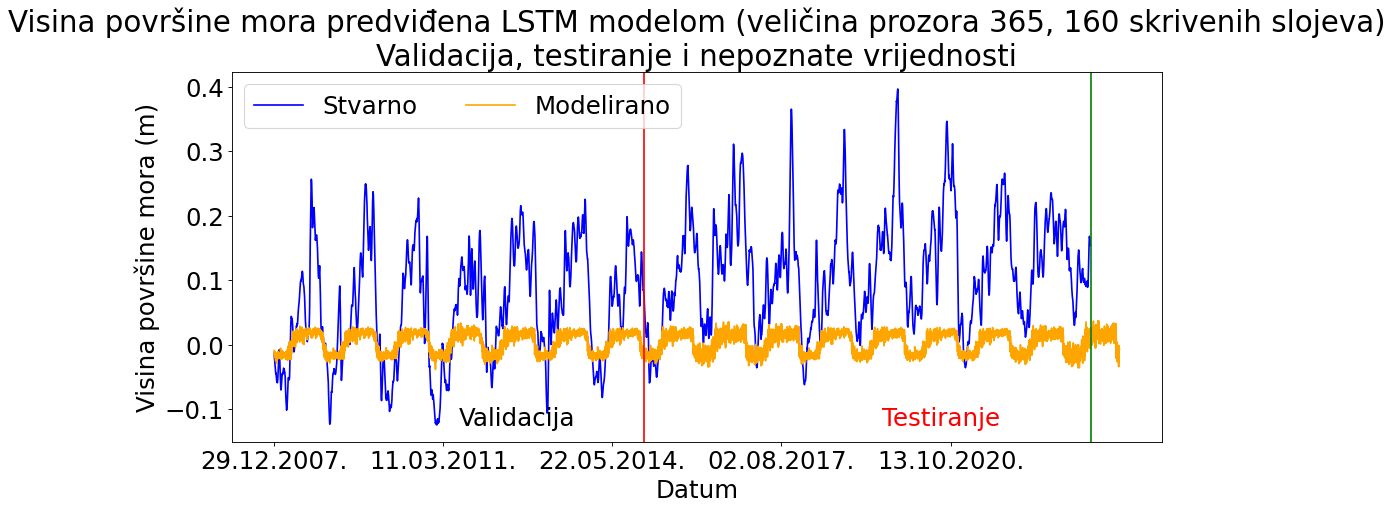 Visina površine mora predviđena LSTM modelom (veličina prozora 365, 160 skrivenih slojeva)
Validacija, testiranje i nepoznate vrijednosti
Stvarno Modelirano
Visina površine mora (m)
0.4
0.3
0.2
0.1
0.0
−0.1
Validacija Testiranje
29.12.2007. 11.03.2011. 22.05.2014. 02.08.2017. 13.10.2020.
Datum